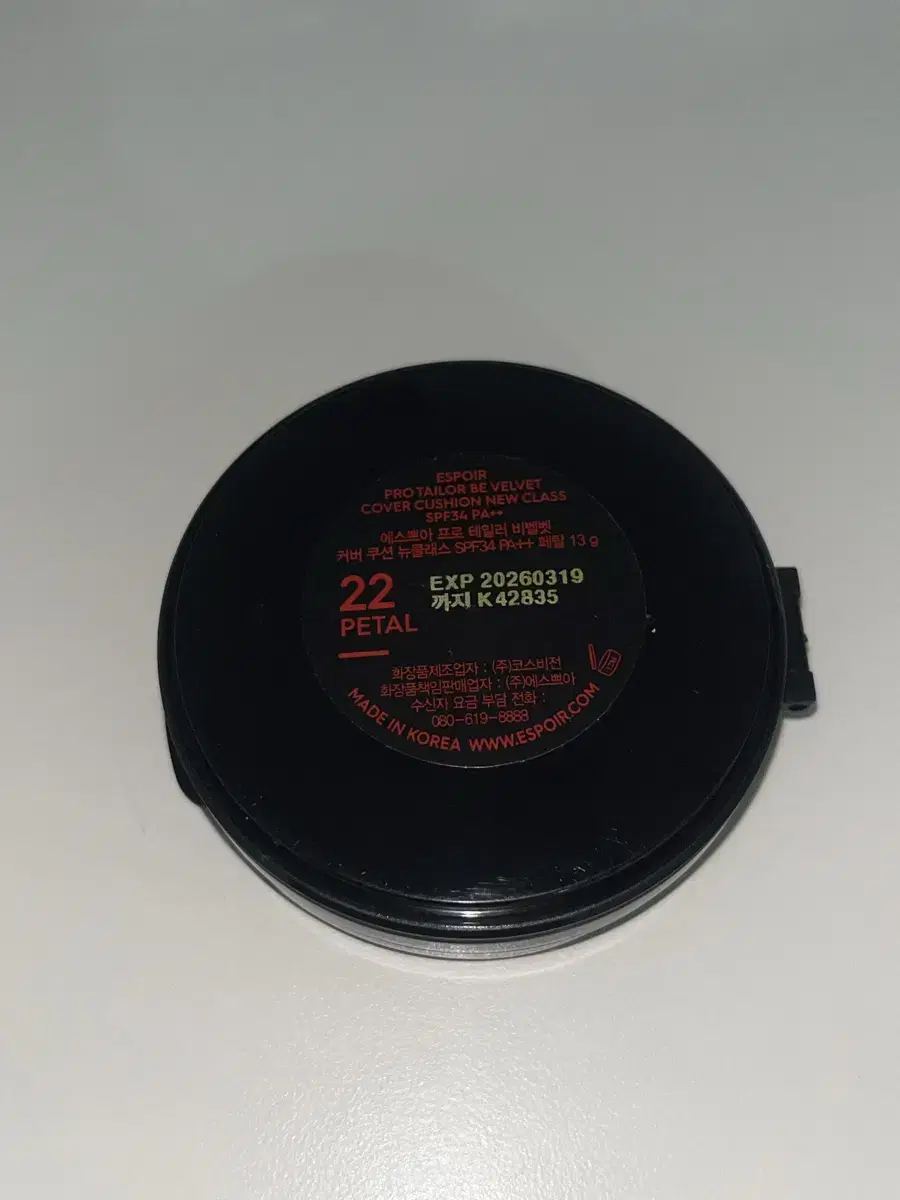 ESPOIR
PRO TAILOR BE VELVET
COVER CUSHION NEW CLASS
SPF34 PA++
에스쁘아 프로 테일러 비벨벳
커버 쿠션 뉴클래스 SPF34 PA++ 페탈 13 g
22
PETAL
EXP 20260319
까지 K42835
화장품제조업자 : (주)코스비전
화장품책임판매업자 : (주)에스쁘아
수신자 요금 부담 전화 :
080-619-8888
MADE IN KOREA WWW.ESPOIR.COM